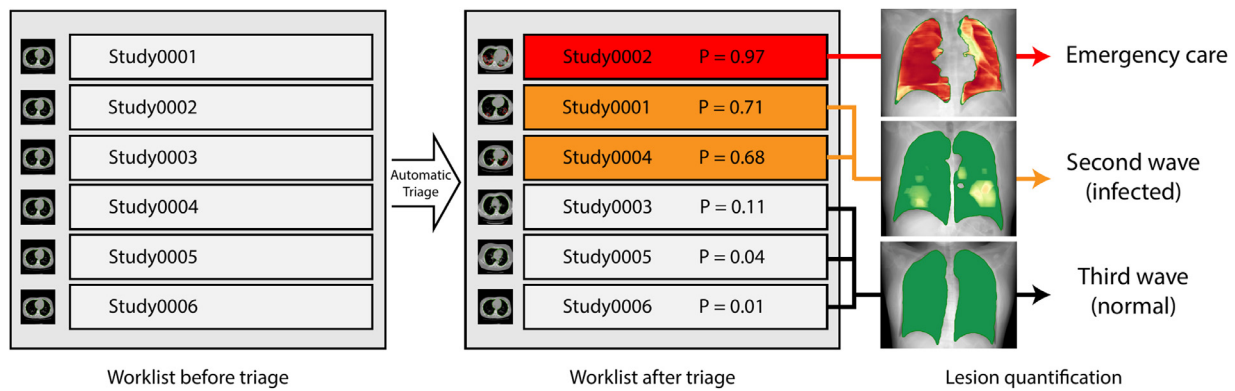 Study0001
Study0002
Study0003
Study0004
Study0005
Study0006
Worklist before triage
Automatic
Triage
Study0002 P = 0.97
Study0001 P = 0.71
Study0004 P = 0.68
Study0003 P = 0.11
Study0005 P = 0.04
Study0006 P = 0.01
Worklist after triage
Emergency care
Second wave
(infected)
Third wave
(normal)
Lesion quantification